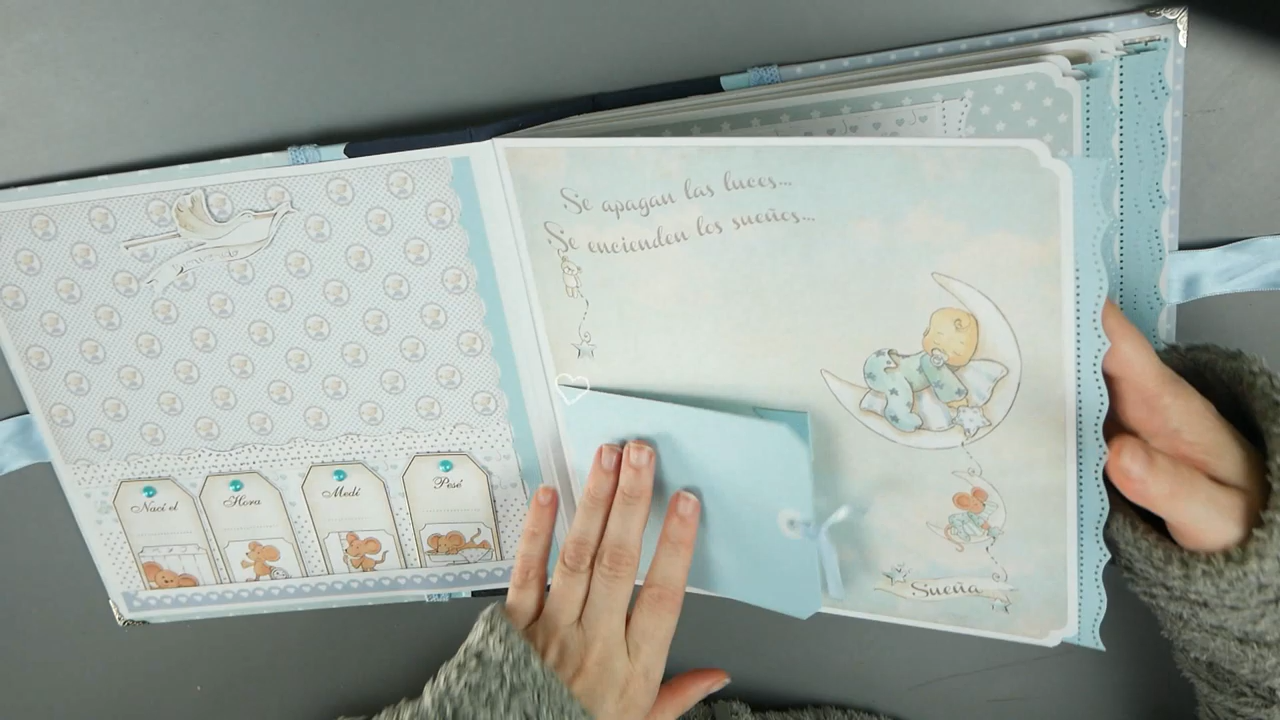 Nací el
Hora
Medí
Pesé
Se apagan las luces...
Se encienden los sueños...
Sueña